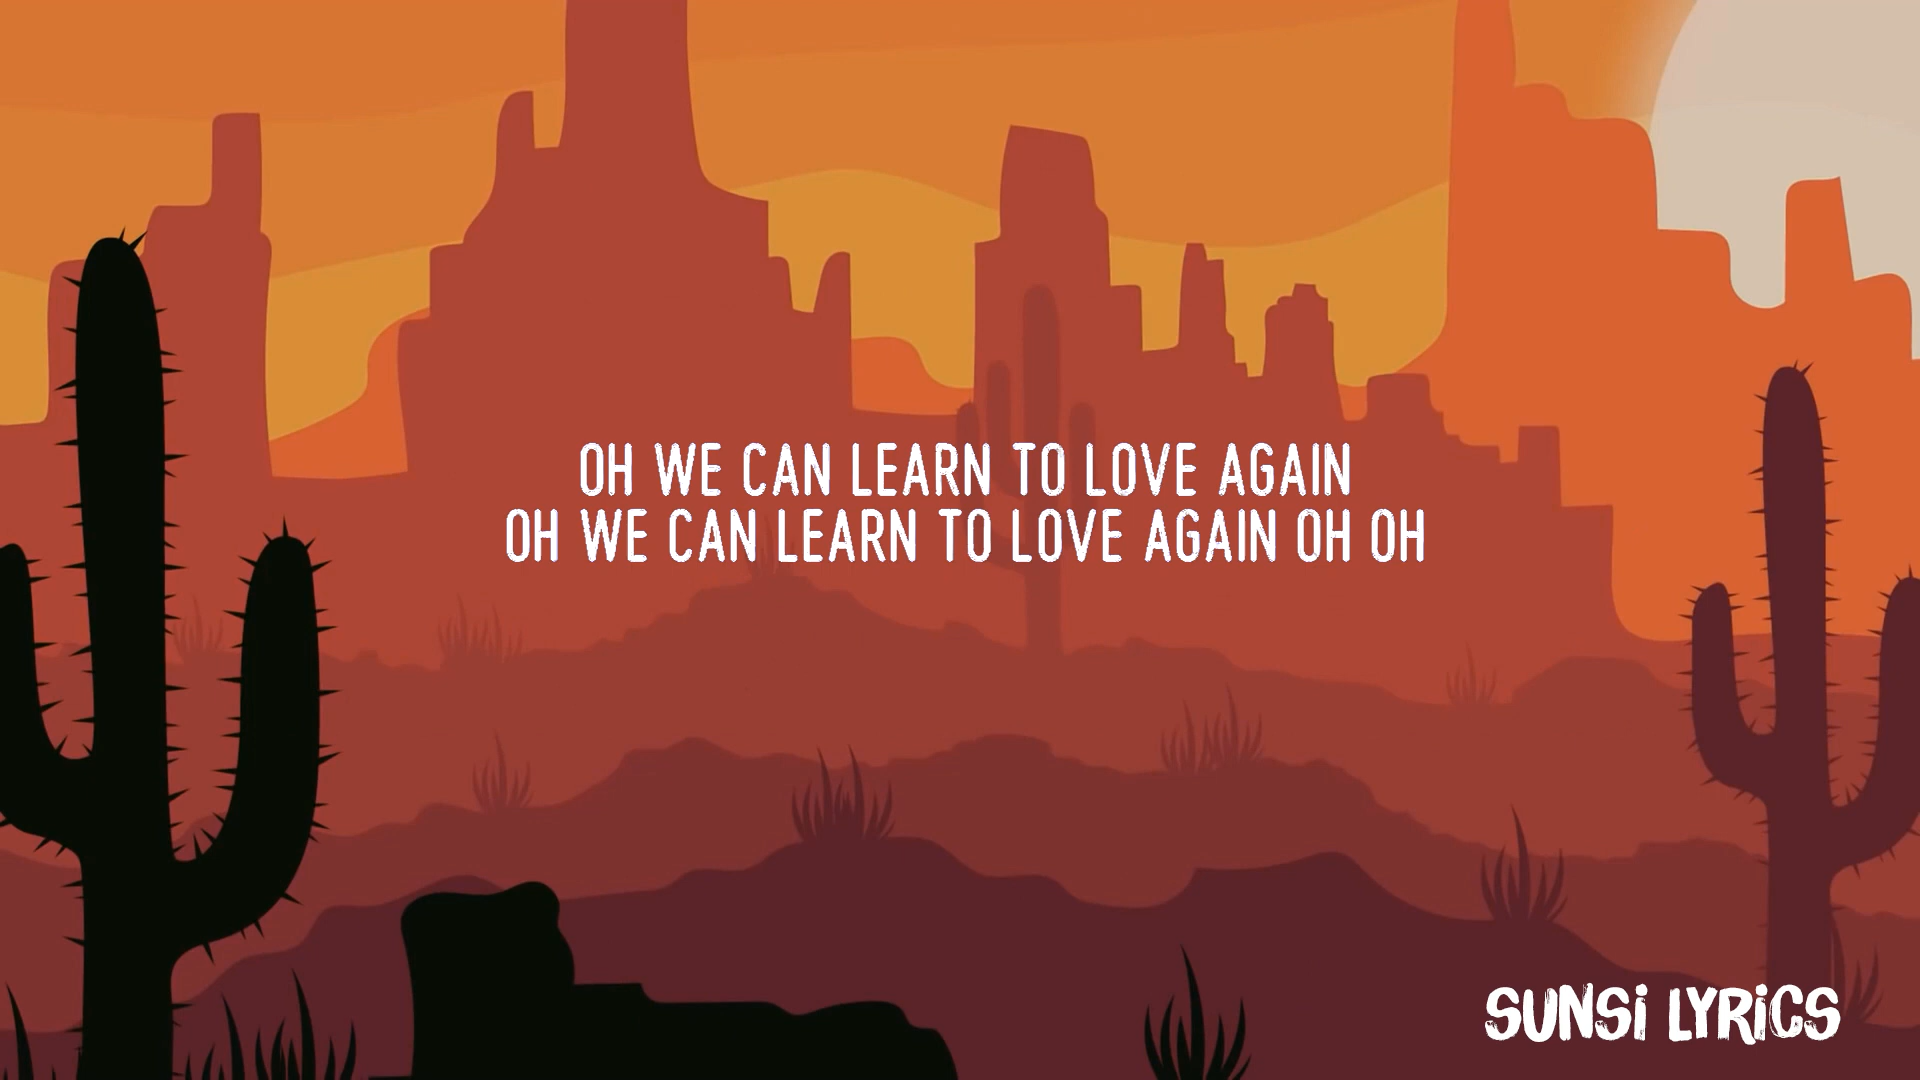 OH WE CAN LEARN TO LOVE AGAIN
OH WE CAN LEARN TO LOVE AGAIN OH OH
SUNSi LYRiCS